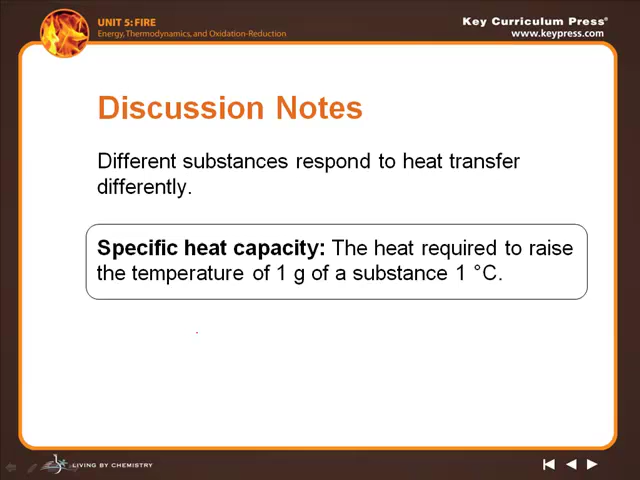 UNIT 5: FIRE
Energy, Thermodynamics, and Oxidation-Reduction
Key Curriculum Press®
www.keypress.com
Discussion Notes
Different substances respond to heat transfer
differently.
Specific heat capacity: The heat required to raise
the temperature of 1 g of a substance 1 °C.
LIVING BY CHEMISTRY